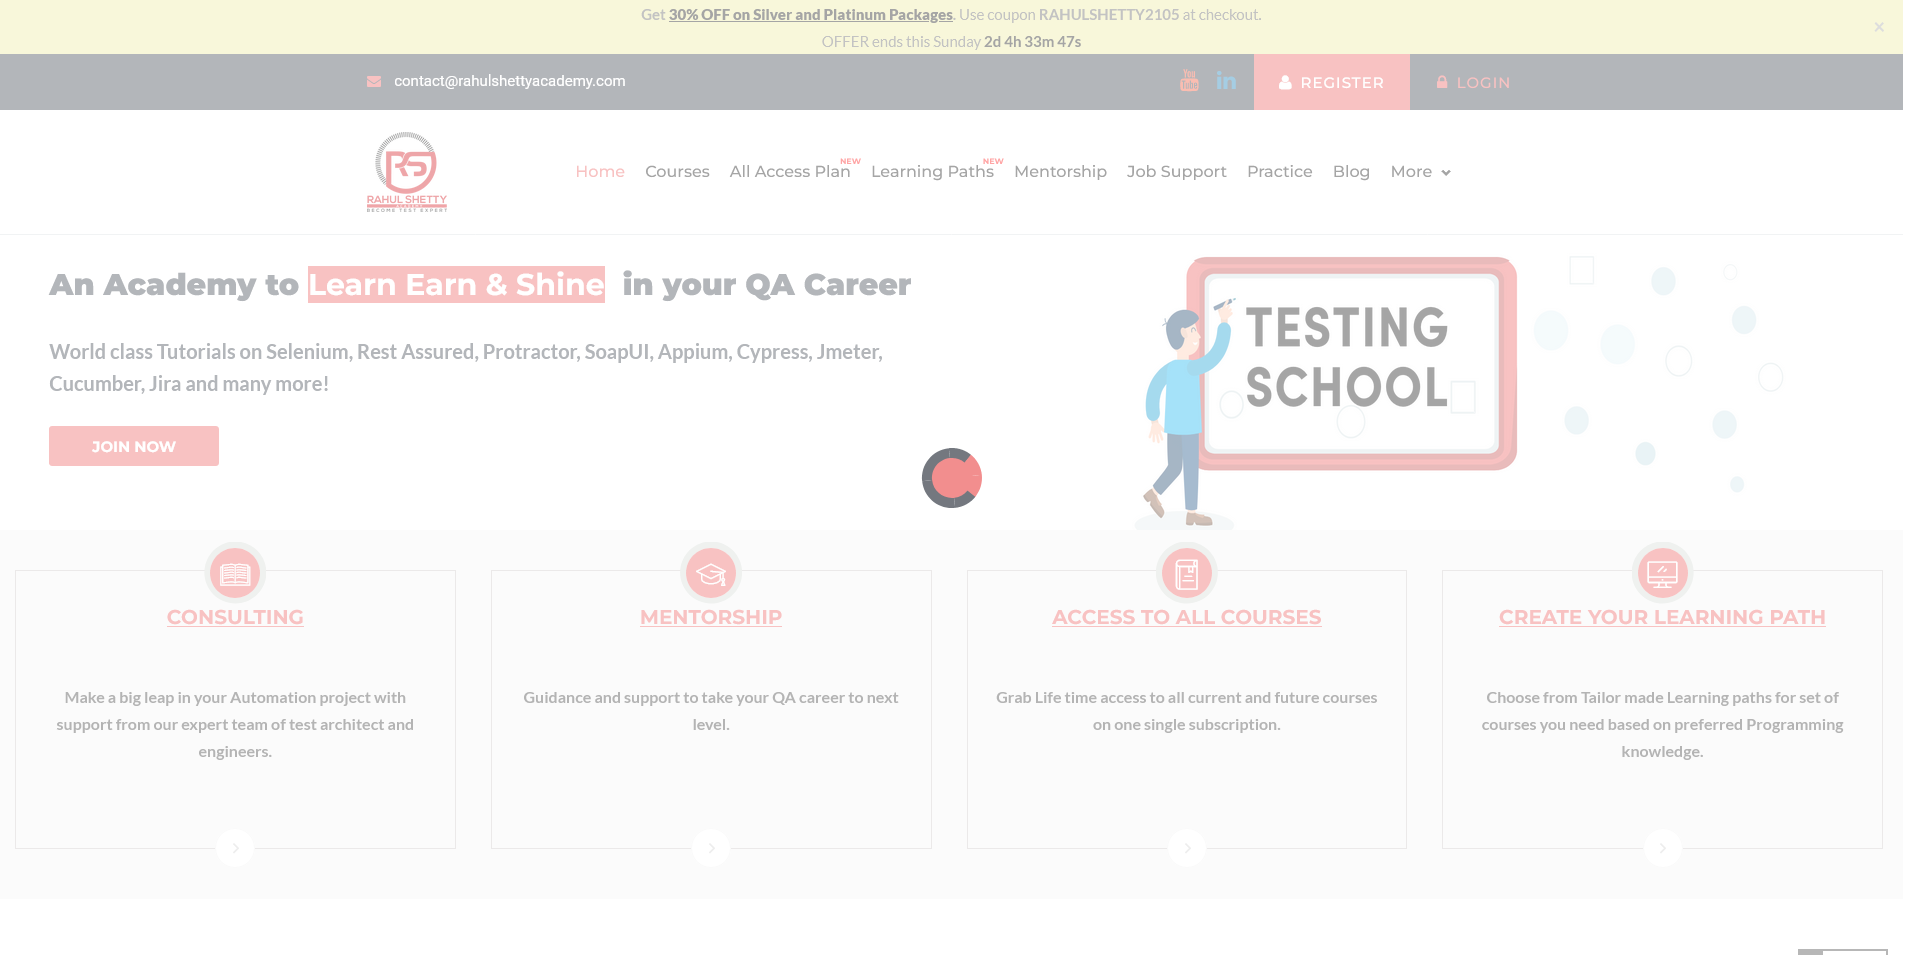 Get 30% OFF on Silver and Platinum Packages. Use coupon RAHULSHETTY2105 at checkout.
OFFER ends this Sunday 2d 4h 33m 47s
contact@rahulshettyacademy.com
You Tube
in
REGISTER
LOGIN
RS
RAHUL SHETTY
ACADEMY
BECOME TEST EXPERT
Home
Courses
All Access Plan NEW
Learning Paths NEW
Mentorship
Job Support
Practice
Blog
More
An Academy to Learn Earn & Shine in your QA Career
World class Tutorials on Selenium, Rest Assured, Protractor, SoapUI, Appium, Cypress, Jmeter,
Cucumber, Jira and many more!
JOIN NOW
TESTING
SCHOOL
CONSULTING
Make a big leap in your Automation project with
support from our expert team of test architect and
engineers.
MENTORSHIP
Guidance and support to take your QA career to next
level.
ACCESS TO ALL COURSES
Grab Life time access to all current and future courses
on one single subscription.
CREATE YOUR LEARNING PATH
Choose from Tailor made Learning paths for set of
courses you need based on preferred Programming
knowledge.